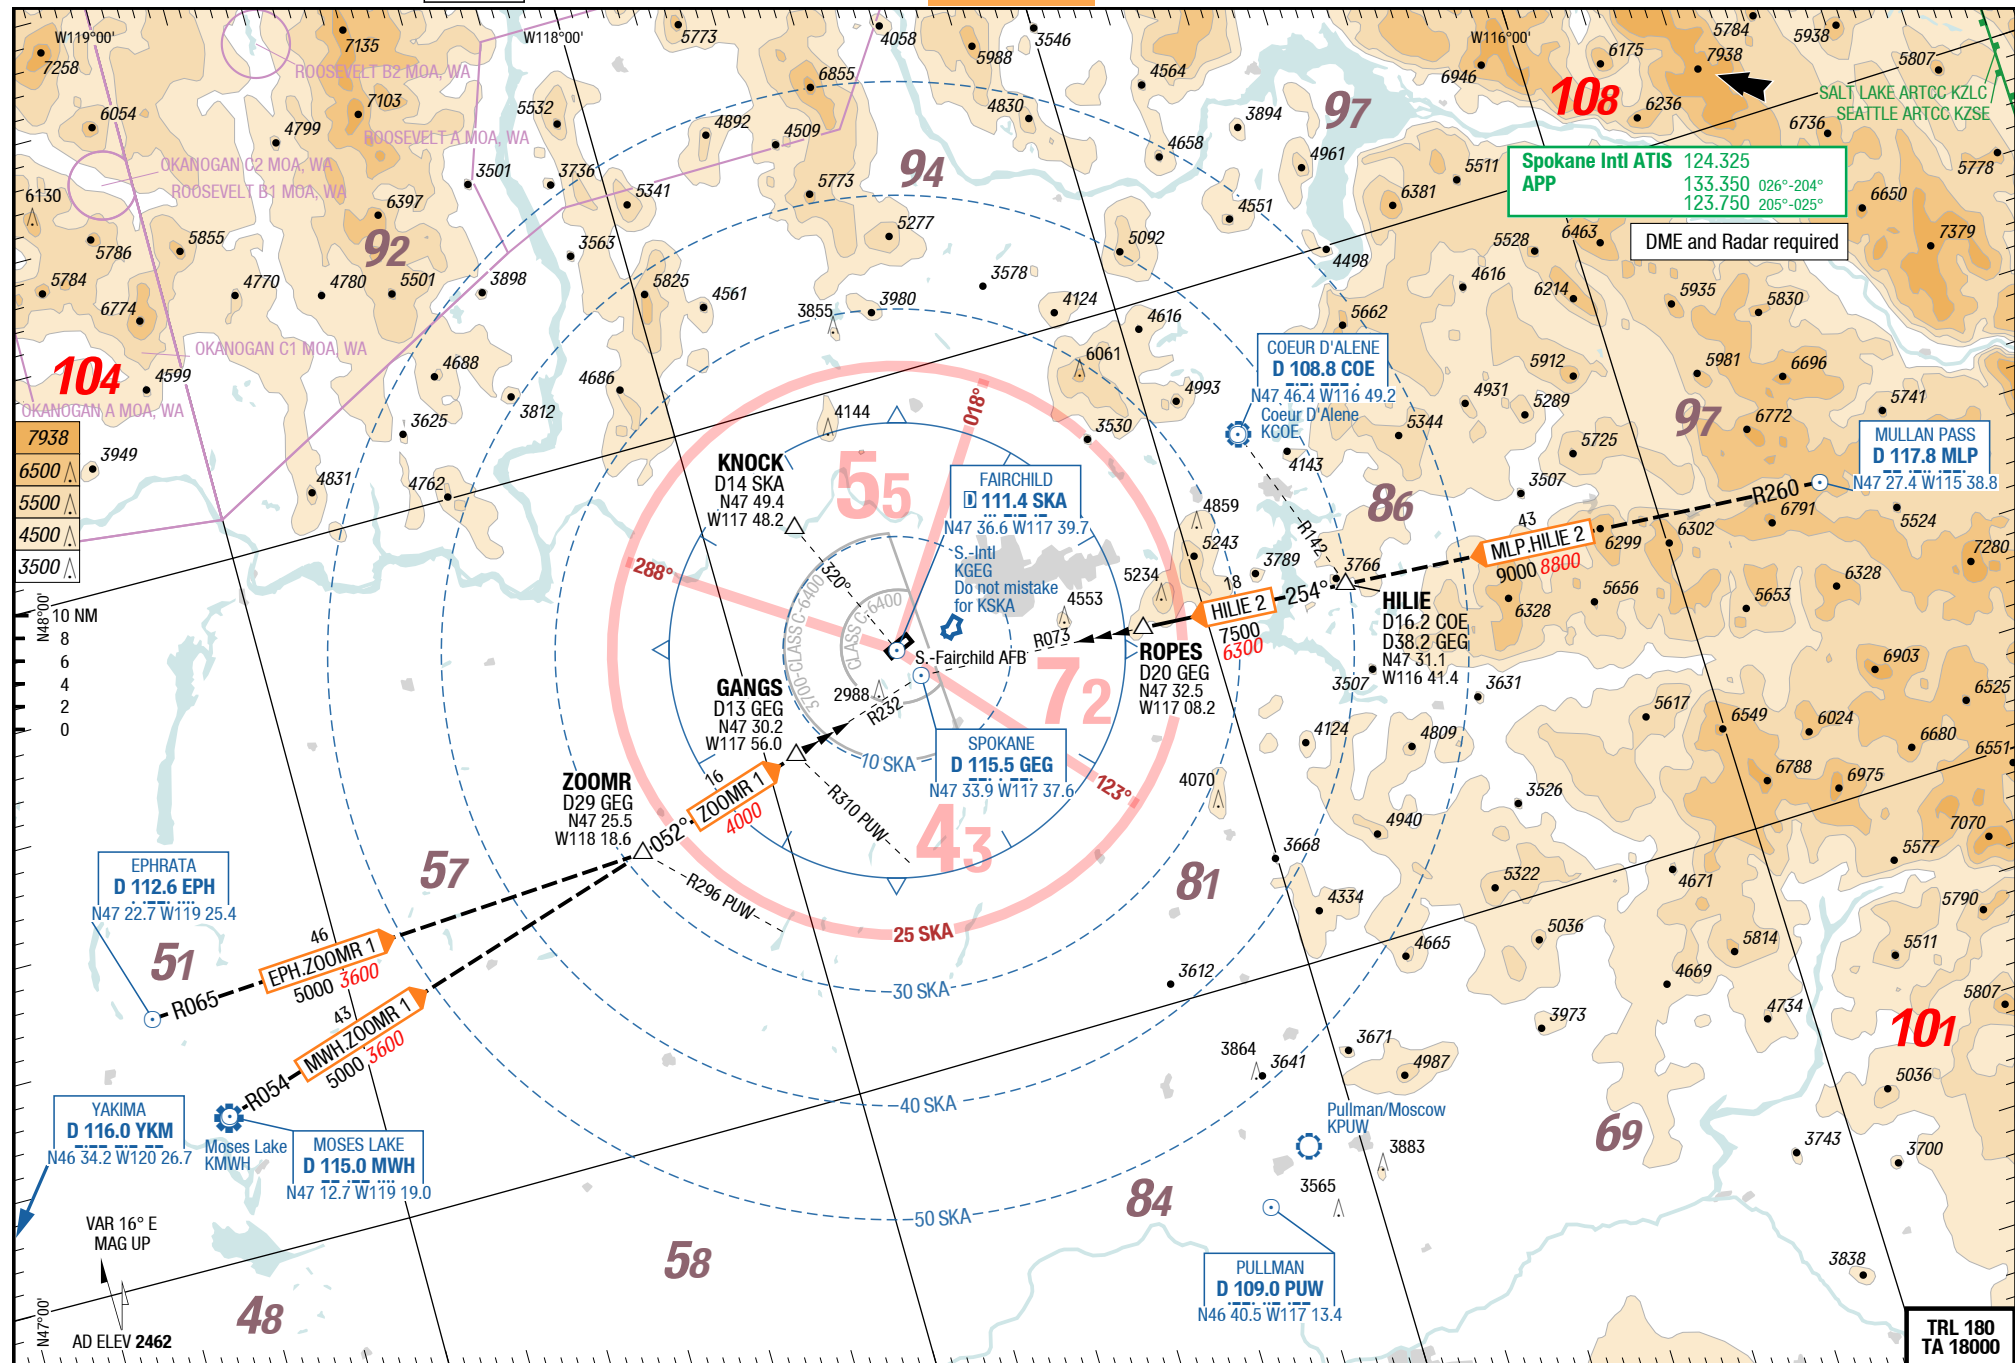 W119°00'
W118°00'
W116°00'
7258
7135
ROOSEVELT B2 MOA, WA
6054
7103
4799
ROOSEVELT A MOA, WA
5532
3501
3736
OKANOGAN C2 MOA, WA
ROOSEVELT B1 MOA, WA
6130
6397
92
5786
5855
5784
4770
4780
5501
3898
3563
6774
OKANOGAN C1 MOA, WA
104
4599
OKANOGAN A MOA, WA
4688
3812
3625
3949
4831
4762
7938
6500
5500
4500
3500
N48°00'
10 NM
8
6
4
2
0
5773
4058
5988
3546
6855
4564
4830
4892
4509
4658
3894
94
5341
5773
5277
4961
4551
5092
5825
4561
3578
3855
3980
4124
4616
4686
6061
4993
4144
3530
97
4498
6946
6175
5784
7938
5938
5807
108
6236
6736
SALT LAKE ARTCC KZLC
SEATTLE ARTCC KZSE
5778
Spokane Intl ATIS 124.325
APP 133.350 026°-204°
123.750 205°-025°
DME and Radar required
5511
6381
6650
7379
5528
6463
4616
6214
5935
5830
5662
5912
5981
6696
4931
5289
5344
5725
97
6772
5741
COEUR D'ALENE
D 108.8 COE
N47 46.4 W116 49.2
Coeur D'Alene
KCOE
4143
MULLAN PASS
D 117.8 MLP
N47 27.4 W115 38.8
R260
6791
5524
7280
3507
86
43
MLP.HILIE 2
9000 8800
6299
6302
6328
5656
5653
6328
R142
3766
HILIE
D16.2 COE
D38.2 GEG
N47 31.1
W116 41.4
4859
5243
3789
5234
18
HILIE 2
254°
7500
6300
4553
R073
ROPES
D20 GEG
N47 32.5
W117 08.2
KNOCK
D14 SKA
N47 49.4
W117 48.2
55
018°
288°
320°
FAIRCHILD
D 111.4 SKA
N47 36.6 W117 39.7
S.-Intl
KGEG
Do not mistake
for KSKA
3700-CLASS C-6400
CLASS C-6400
S.-Fairchild AFB
72
2988
R232
GANGS
D13 GEG
N47 30.2
W117 56.0
SPOKANE
D 115.5 GEG
N47 33.9 W117 37.6
10 SKA
123°
R310 PUW
43
ZOOMR
D29 GEG
N47 25.5
W118 18.6
16
ZOOMR 1
4000
052°
R296 PUW
25 SKA
30 SKA
40 SKA
50 SKA
57
EPHRATA
D 112.6 EPH
N47 22.7 W119 25.4
51
R065
46
EPH.ZOOMR 1
5000 3600
43
MWH.ZOOMR 1
5000 3600
R054
YAKIMA
D 116.0 YKM
N46 34.2 W120 26.7
Moses Lake
KMWH
MOSES LAKE
D 115.0 MWH
N47 12.7 W119 19.0
VAR 16° E
MAG UP
N47°00'
AD ELEV 2462
48
58
3507
3631
4124
4809
4070
3526
4940
3668
81
4334
5322
5036
4665
3612
5617
6549
6903
6024
6525
6680
6551
6788
6975
7070
5577
4671
5790
5814
5511
4669
4734
5807
101
3973
3671
4987
3864
3641
5036
Pullman/Moscow
KPUW
3883
3565
69
3743
3700
84
PULLMAN
D 109.0 PUW
N46 40.5 W117 13.4
3838
TRL 180
TA 18000